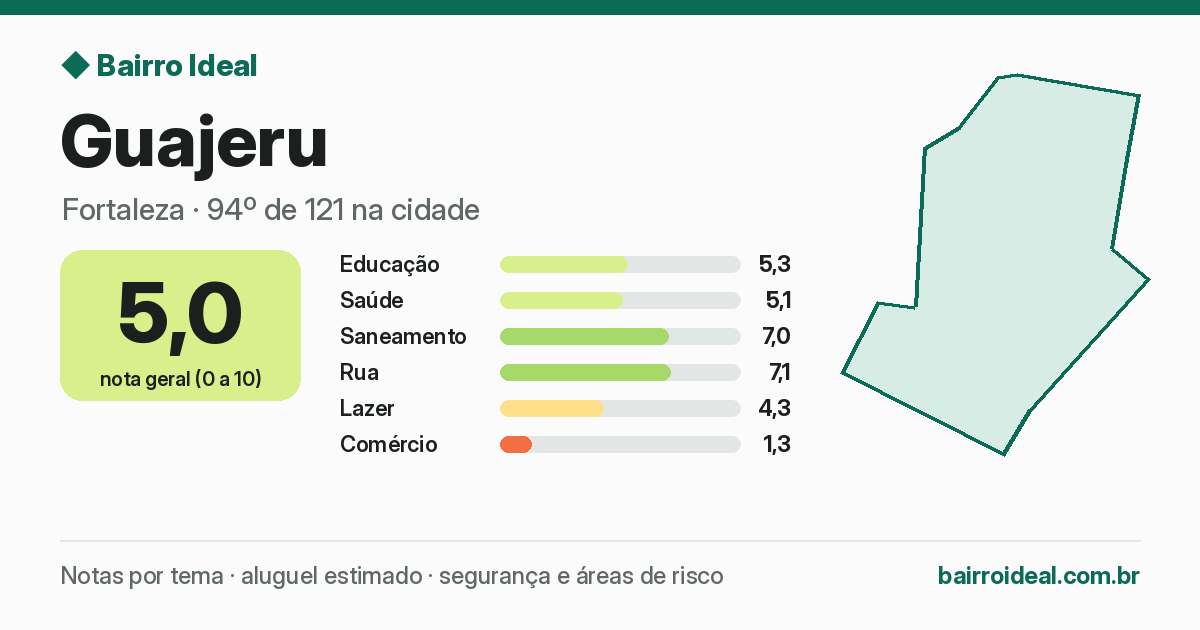 Bairro Ideal
Guajeru
Fortaleza · 94º de 121 na cidade
5,0
nota geral (0 a 10)
Educação 5,3
Saúde 5,1
Saneamento 7,0
Rua 7,1
Lazer 4,3
Comércio 1,3
Notas por tema · aluguel estimado · segurança e áreas de risco
bairroideal.com.br